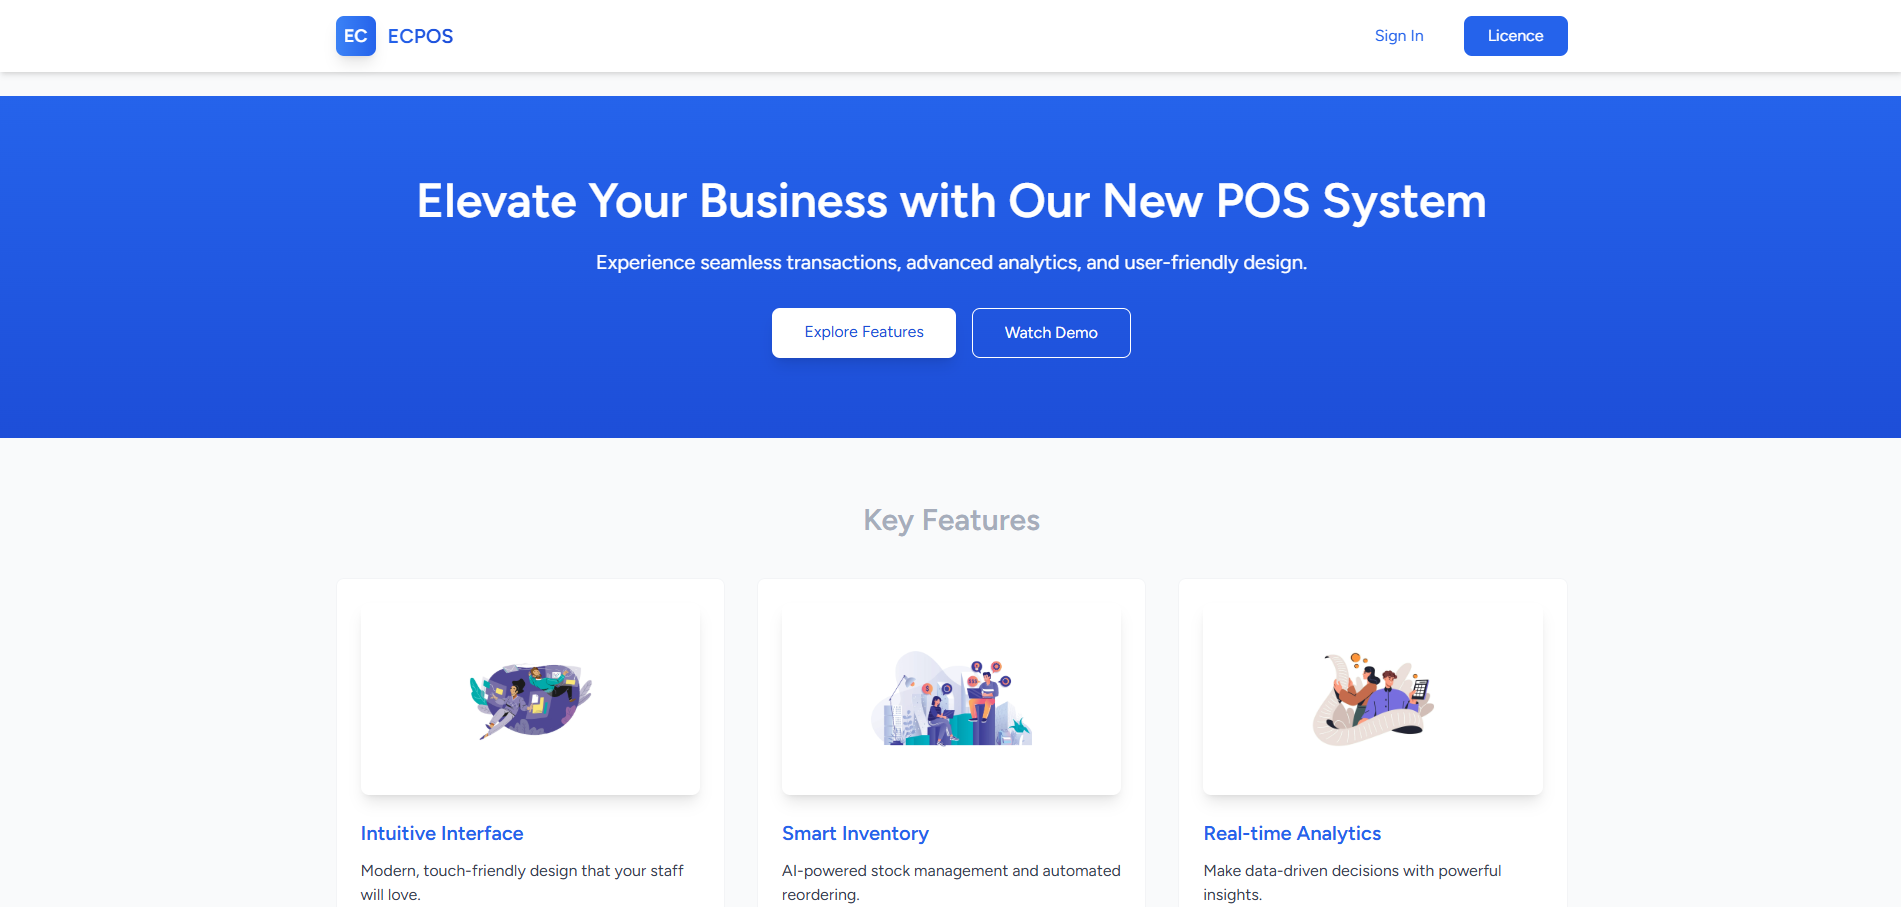 EC ECPOS
Sign In
Licence
Elevate Your Business with Our New POS System
Experience seamless transactions, advanced analytics, and user-friendly design.
Explore Features
Watch Demo
Key Features
Intuitive Interface
Modern, touch-friendly design that your staff
will love.
Smart Inventory
AI-powered stock management and automated
reordering.
Real-time Analytics
Make data-driven decisions with powerful
insights.